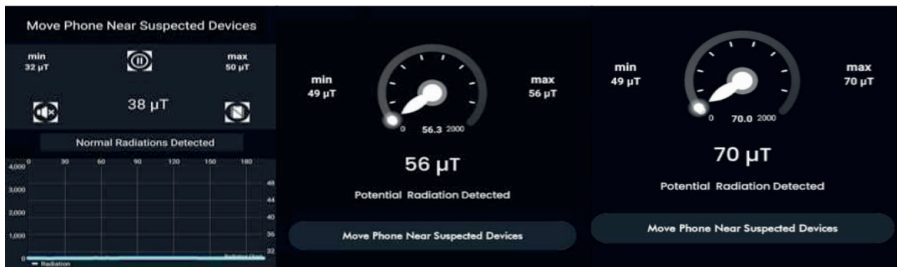 Move Phone Near Suspected Devices
min
32 µT
max
50 µT
38 µT
Normal Radiations Detected
0 30 60 90 120 150 180
4,000
3,000
2,000
1,000
0
48
44
40
36
32
Radiation
min
49 µT
max
56 µT
0 56.3 2000
56 µT
Potential Radiation Detected
Move Phone Near Suspected Devices
min
49 µT
max
70 µT
0 70.0 2000
70 µT
Potential Radiation Detected
Move Phone Near Suspected Devices